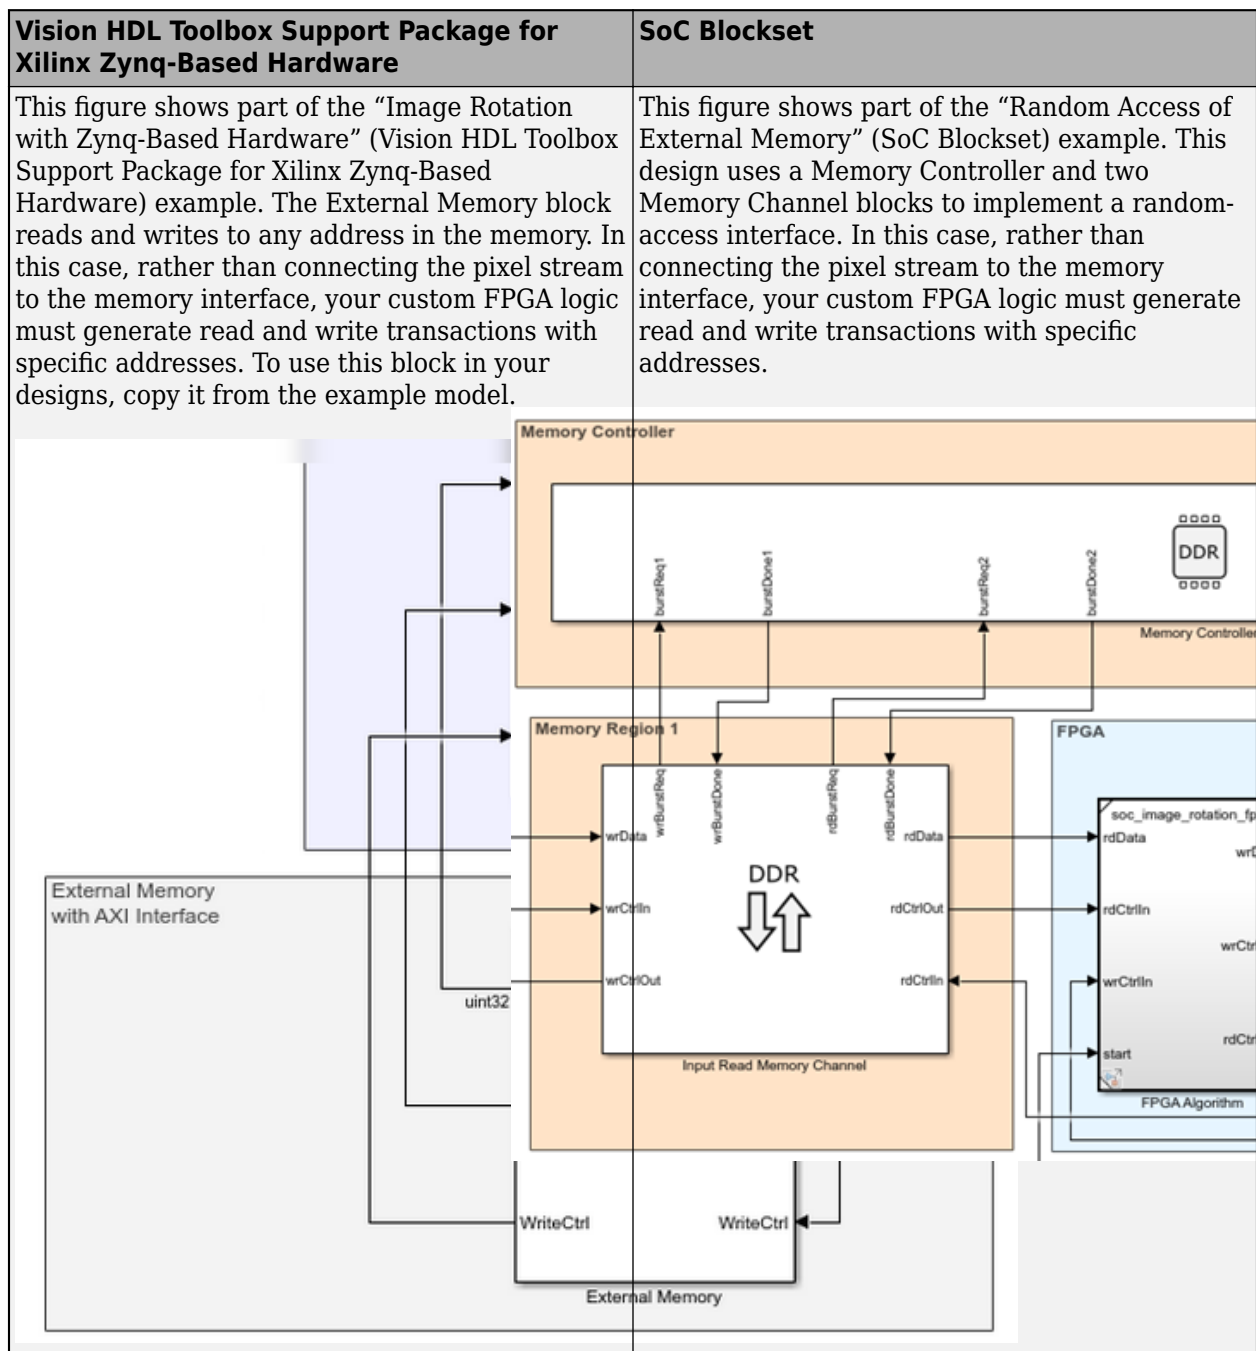 Vision HDL Toolbox Support Package for
Xilinx Zynq-Based Hardware
SoC Blockset
This figure shows part of the “Image Rotation
with Zynq-Based Hardware” (Vision HDL Toolbox
Support Package for Xilinx Zynq-Based
Hardware) example. The External Memory block
reads and writes to any address in the memory. In
this case, rather than connecting the pixel stream
to the memory interface, your custom FPGA logic
must generate read and write transactions with
specific addresses. To use this block in your
designs, copy it from the example model.
This figure shows part of the “Random Access of
External Memory” (SoC Blockset) example. This
design uses a Memory Controller and two
Memory Channel blocks to implement a random-
access interface. In this case, rather than
connecting the pixel stream to the memory
interface, your custom FPGA logic must generate
read and write transactions with specific
addresses.
Memory Controller
burstReq1
burstDone1
burstReq2
burstDone2
DDR
Memory Controller
Memory Region 1
wrBurstReq
wrBurstDone
rdBurstReq
rdBurstDone
wrData
wrCtrlIn
wrCtrlOut
DDR
rdData
rdCtrlOut
rdCtrlIn
Input Read Memory Channel
FPGA
soc_image_rotation_fp
rdData
rdCtrlIn
wrCtrlIn
start
wrD
wrCtr
rdCtr
FPGA Algorithm
External Memory
with AXI Interface
uint32
WriteCtrl
WriteCtrl
External Memory